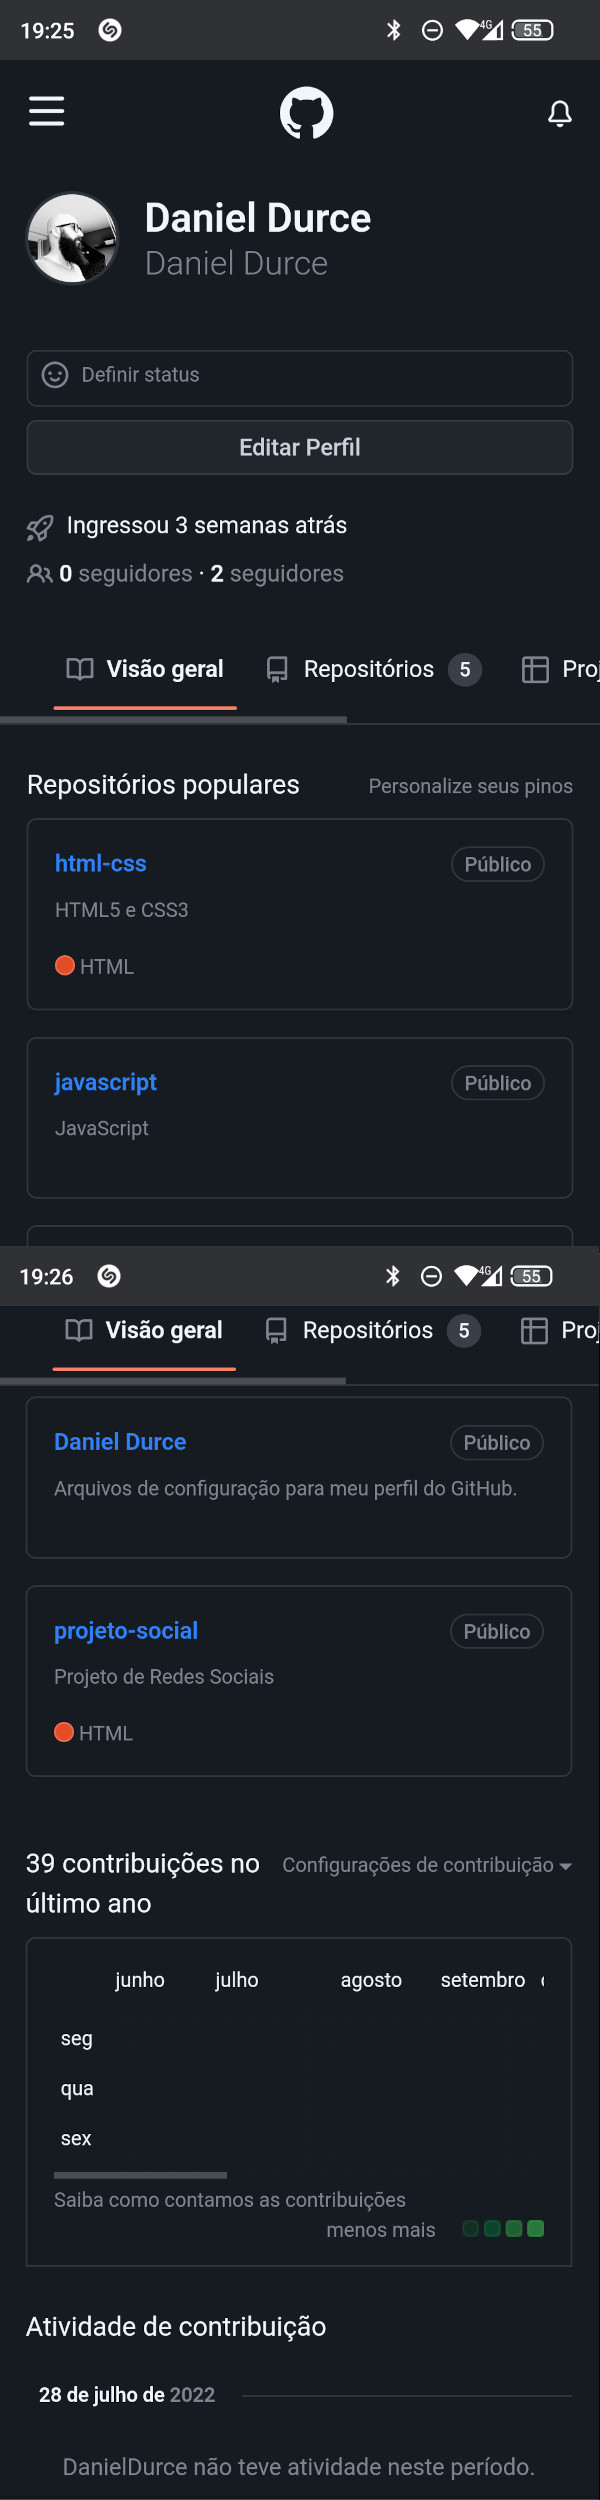 19:25 4G 55
Daniel Durce
Daniel Durce
Definir status
Editar Perfil
Ingressou 3 semanas atrás
0 seguidores · 2 seguidores
Visão geral Repositórios 5 Proj
Repositórios populares Personalize seus pinos
html-css Público
HTML5 e CSS3
HTML
javascript Público
JavaScript
19:26 4G 55
Visão geral Repositórios 5 Proj
Daniel Durce Público
Arquivos de configuração para meu perfil do GitHub.
projeto-social Público
Projeto de Redes Sociais
HTML
39 contribuições no Configurações de contribuição
último ano
junho julho agosto setembro
seg
qua
sex
Saiba como contamos as contribuições
menos mais
Atividade de contribuição
28 de julho de 2022
DanielDurce não teve atividade neste período.